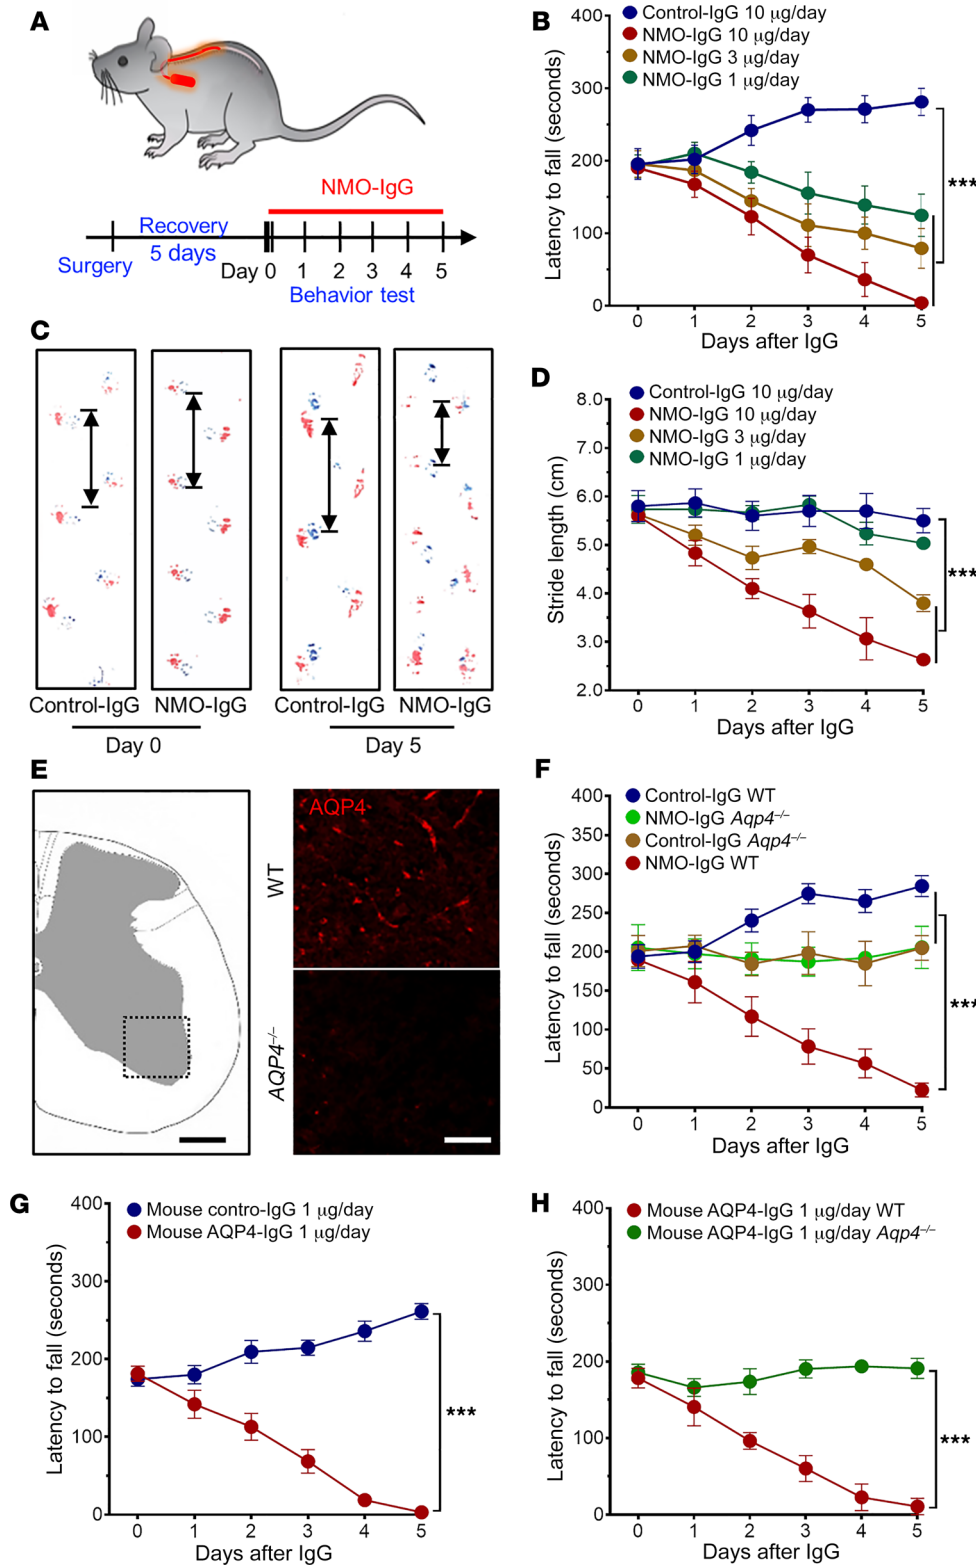 A
NMO-IgG
Recovery
5 days
Surgery
Day 0 1 2 3 4 5
Behavior test
B
Control-IgG 10 µg/day
NMO-IgG 10 µg/day
NMO-IgG 3 µg/day
NMO-IgG 1 µg/day
Latency to fall (seconds)
400
300
200
100
0
***
0 1 2 3 4 5
Days after IgG
C
Control-IgG NMO-IgG
Day 0
Control-IgG NMO-IgG
Day 5
D
Control-IgG 10 µg/day
NMO-IgG 10 µg/day
NMO-IgG 3 µg/day
NMO-IgG 1 µg/day
Stride length (cm)
8.0
7.0
6.0
5.0
4.0
3.0
2.0
***
0 1 2 3 4 5
Days after IgG
E
AQP4
WT
AQP4–/–
F
Control-IgG WT
NMO-IgG Aqp4–/–
Control-IgG Aqp4–/–
NMO-IgG WT
Latency to fall (seconds)
400
350
300
200
150
100
50
0
***
0 1 2 3 4 5
Days after IgG
G
Mouse contro-IgG 1 µg/day
Mouse AQP4-IgG 1 µg/day
Latency to fall (seconds)
400
300
200
100
0
***
0 1 2 3 4 5
Days after IgG
H
Mouse AQP4-IgG 1 µg/day WT
Mouse AQP4-IgG 1 µg/day Aqp4–/–
Latency to fall (seconds)
400
300
200
100
0
***
0 1 2 3 4 5
Days after IgG